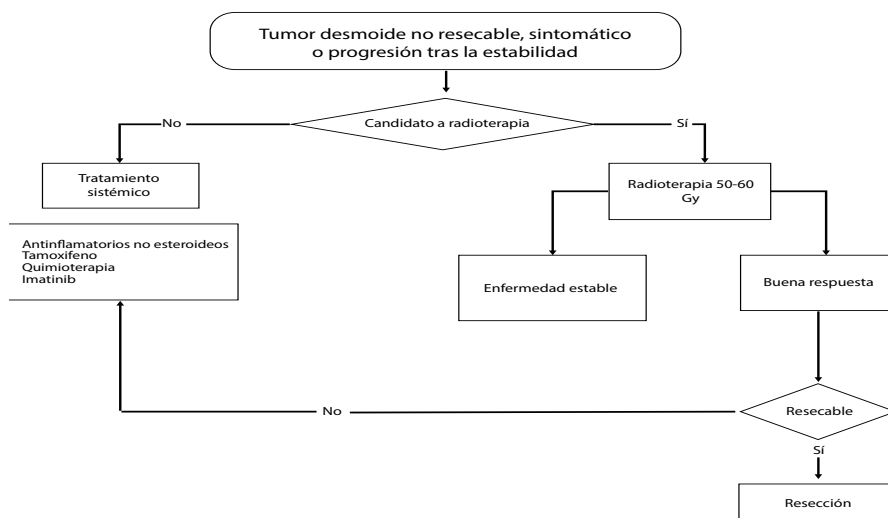 Tumor desmoide no resecable, sintomático
o progresión tras la estabilidad
Candidato a radioterapia
No
Sí
Tratamiento
sistémico
Radioterapia 50-60
Gy
Antinflamatorios no esteroideos
Tamoxifeno
Quimioterapia
Imatinib
Enfermedad estable
Buena respuesta
No
Resecable
Sí
Resección